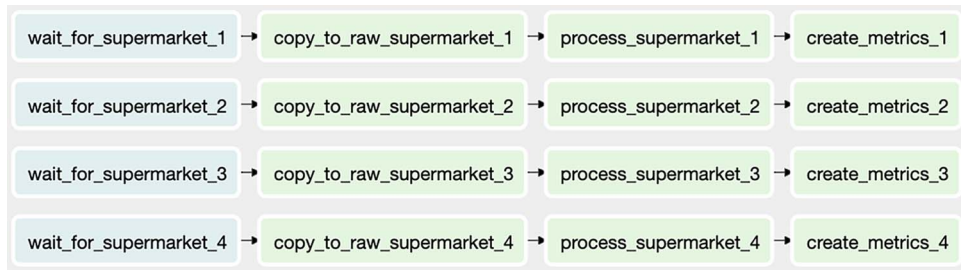 wait_for_supermarket_1 copy_to_raw_supermarket_1 process_supermarket_1 create_metrics_1
wait_for_supermarket_2 copy_to_raw_supermarket_2 process_supermarket_2 create_metrics_2
wait_for_supermarket_3 copy_to_raw_supermarket_3 process_supermarket_3 create_metrics_3
wait_for_supermarket_4 copy_to_raw_supermarket_4 process_supermarket_4 create_metrics_4